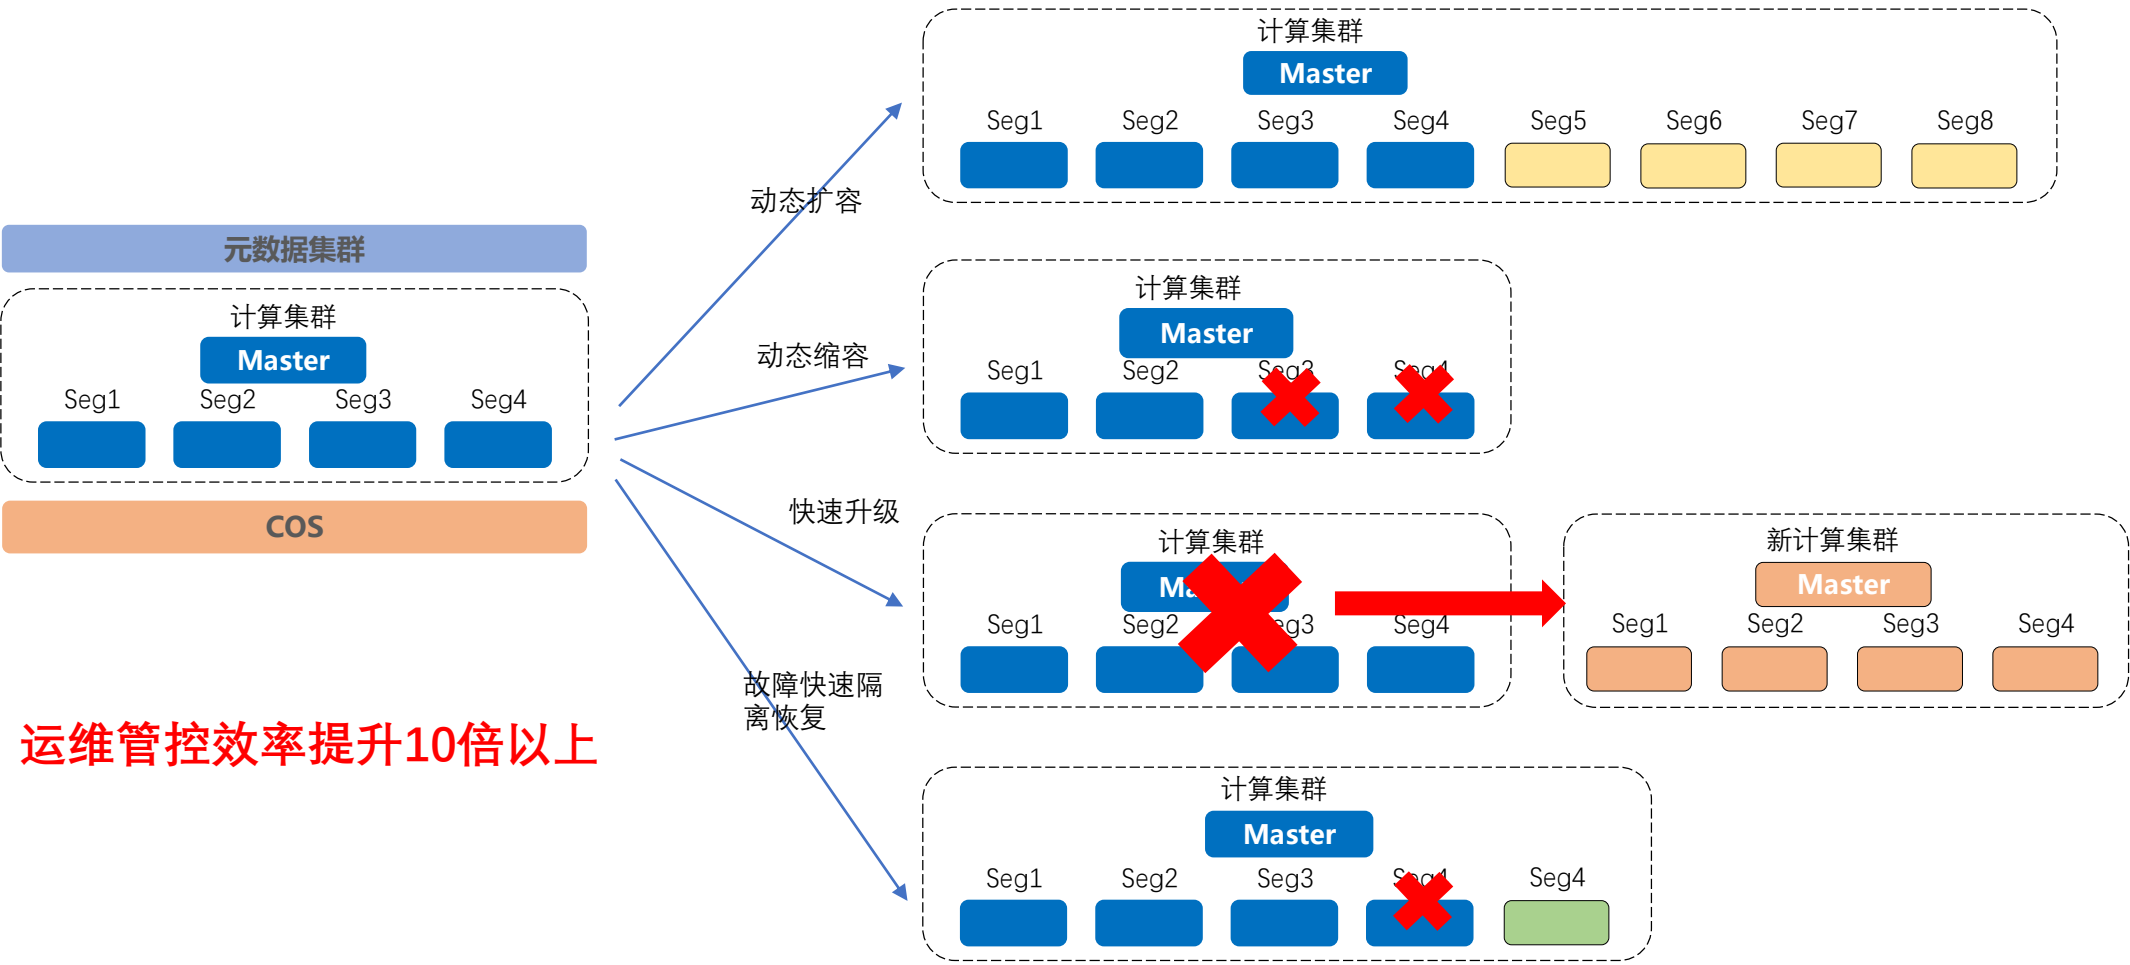 元数据集群
计算集群
Master
Seg1 Seg2 Seg3 Seg4
COS
运维管控效率提升10倍以上
动态扩容
动态缩容
快速升级
故障快速隔
离恢复
计算集群
Master
Seg1 Seg2 Seg3 Seg4 Seg5 Seg6 Seg7 Seg8
计算集群
Master
Seg1 Seg2 Seg3 Seg4
计算集群
Seg1 Seg2 Seg3 Seg4
新计算集群
Master
Seg1 Seg2 Seg3 Seg4
计算集群
Master
Seg1 Seg2 Seg3 Seg4 Seg4